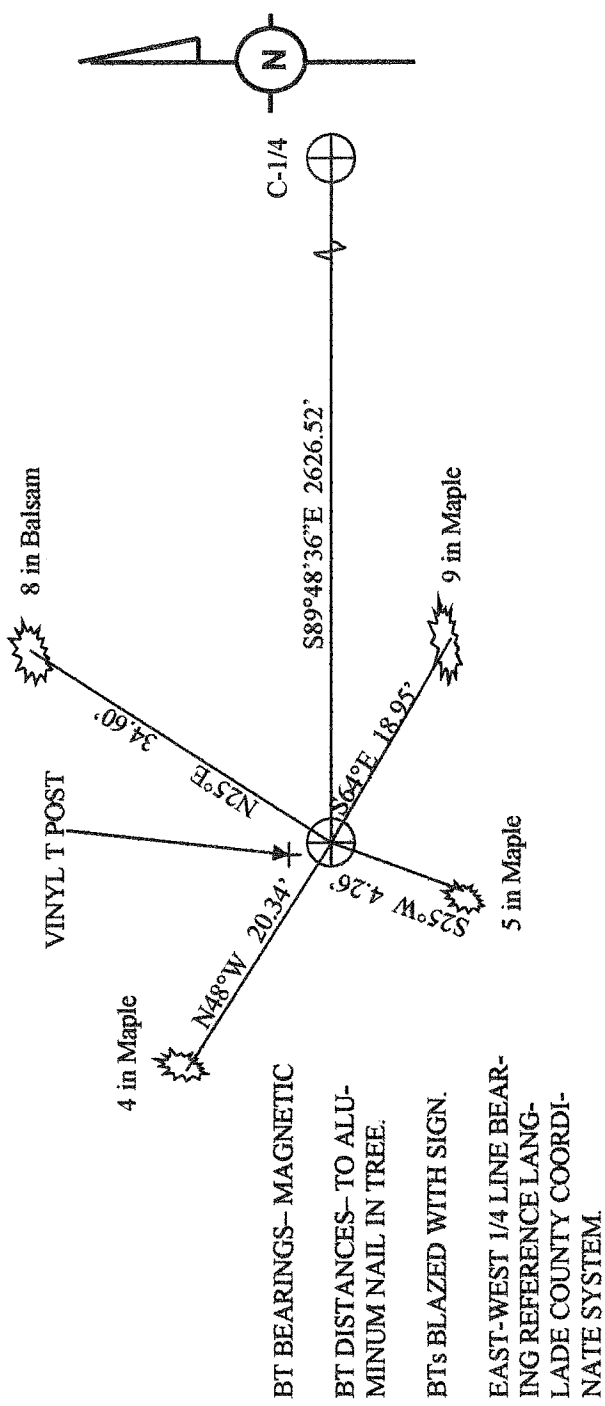 N
C-1/4
8 in Balsam
VINYL T POST
34.60'
N25°E
S89°48'36"E 2626.52'
4 in Maple
N48°W 20.34'
S64°E 18.95'
9 in Maple
S25°W 4.26'
5 in Maple
BT BEARINGS– MAGNETIC
BT DISTANCES– TO ALU-
MINUM NAIL IN TREE.
BTs BLAZED WITH SIGN.
EAST-WEST 1/4 LINE BEAR-
ING REFERENCE LANG-
LADE COUNTY COORDI-
NATE SYSTEM.